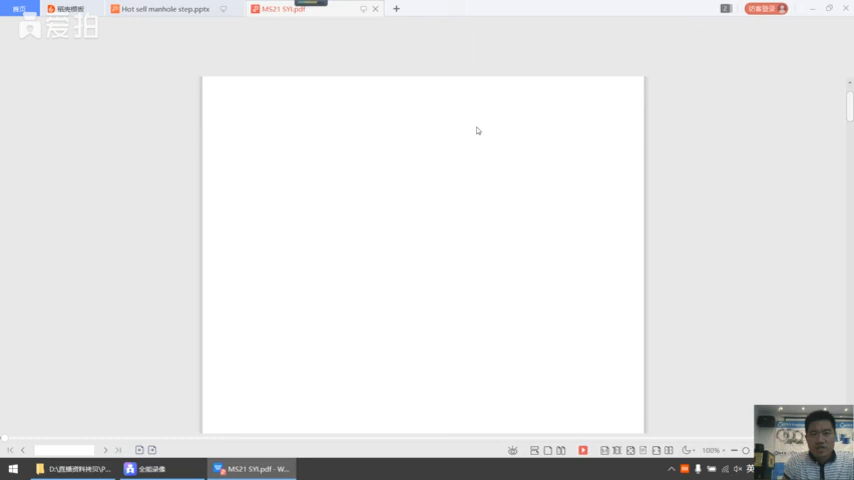 首页
稻壳模板
Hot sell manhole step.pptx
MS21 SYI.pdf
2
访客登录
爱拍
100%
D:\直播资料拷贝\P...
全能录像
MS21 SYI.pdf - W...
英